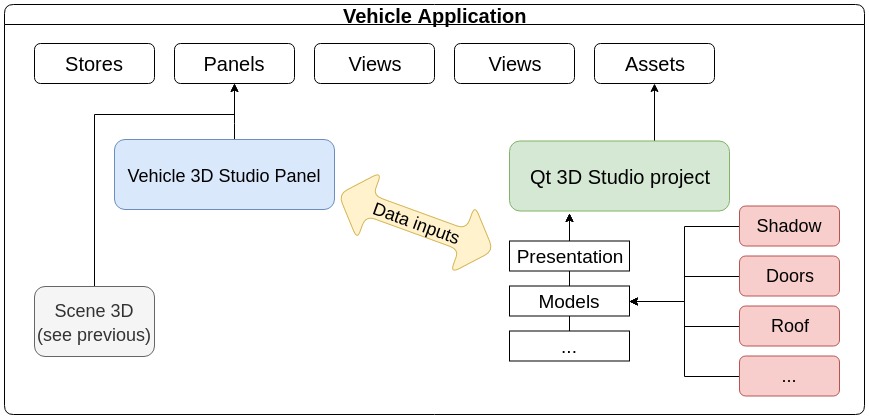 Vehicle Application
Stores
Panels
Views
Views
Assets
Vehicle 3D Studio Panel
Qt 3D Studio project
Data inputs
Shadow
Presentation
Doors
Models
Scene 3D
(see previous)
Roof
...
...